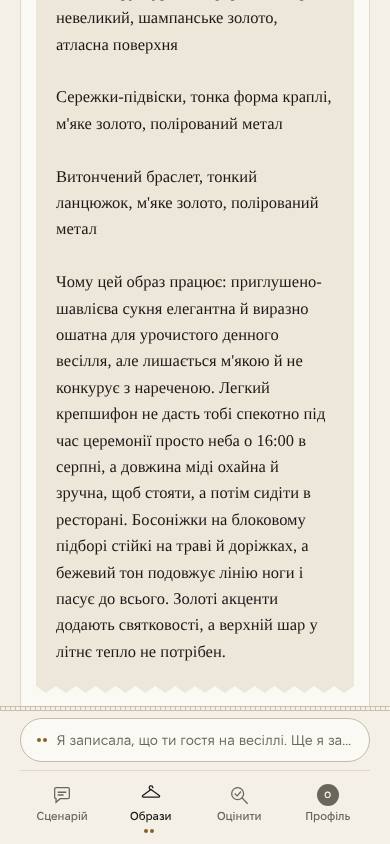 невеликий, шампанське золото,
атласна поверхня
Сережки-підвіски, тонка форма краплі,
м'яке золото, полірований метал
Витончений браслет, тонкий
ланцюжок, м'яке золото, полірований
метал
Чому цей образ працює: приглушено-
шавлієва сукня елегантна й виразно
ошатна для урочистого денного
весілля, але лишається м'якою й не
конкурує з нареченою. Легкий
крепшифон не дасть тобі спекотно під
час церемонії просто неба о 16:00 в
серпні, а довжина міді охайна й
зручна, щоб стояти, а потім сидіти в
ресторані. Босоніжки на блоковому
підборі стійкі на траві й доріжках, а
бежевий тон подовжує лінію ноги і
пасує до всього. Золоті акценти
додають святковості, а верхній шар у
літнє тепло не потрібен.
Я записала, що ти гостя на весіллі. Ще я за...
Сценарій
Образи
Оцінити
О
Профіль